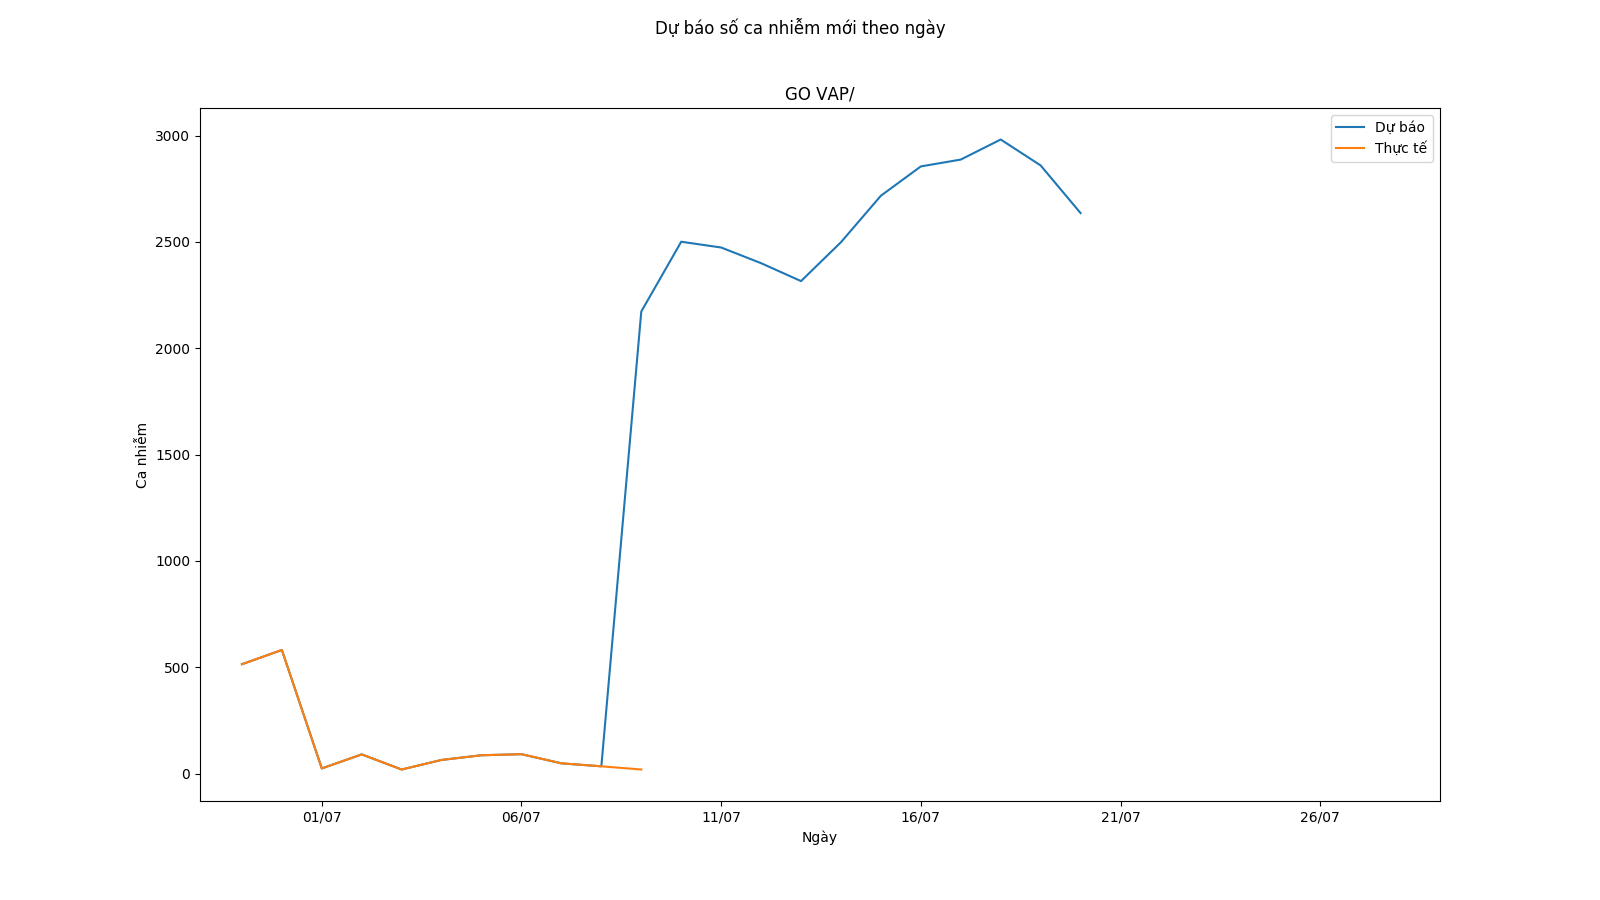 Dự báo số ca nhiễm mới theo ngày
GO VAP/
Dự báo
Thực tế
3000
2500
2000
1500
1000
500
0
Ca nhiễm
01/07
06/07
11/07
16/07
21/07
26/07
Ngày